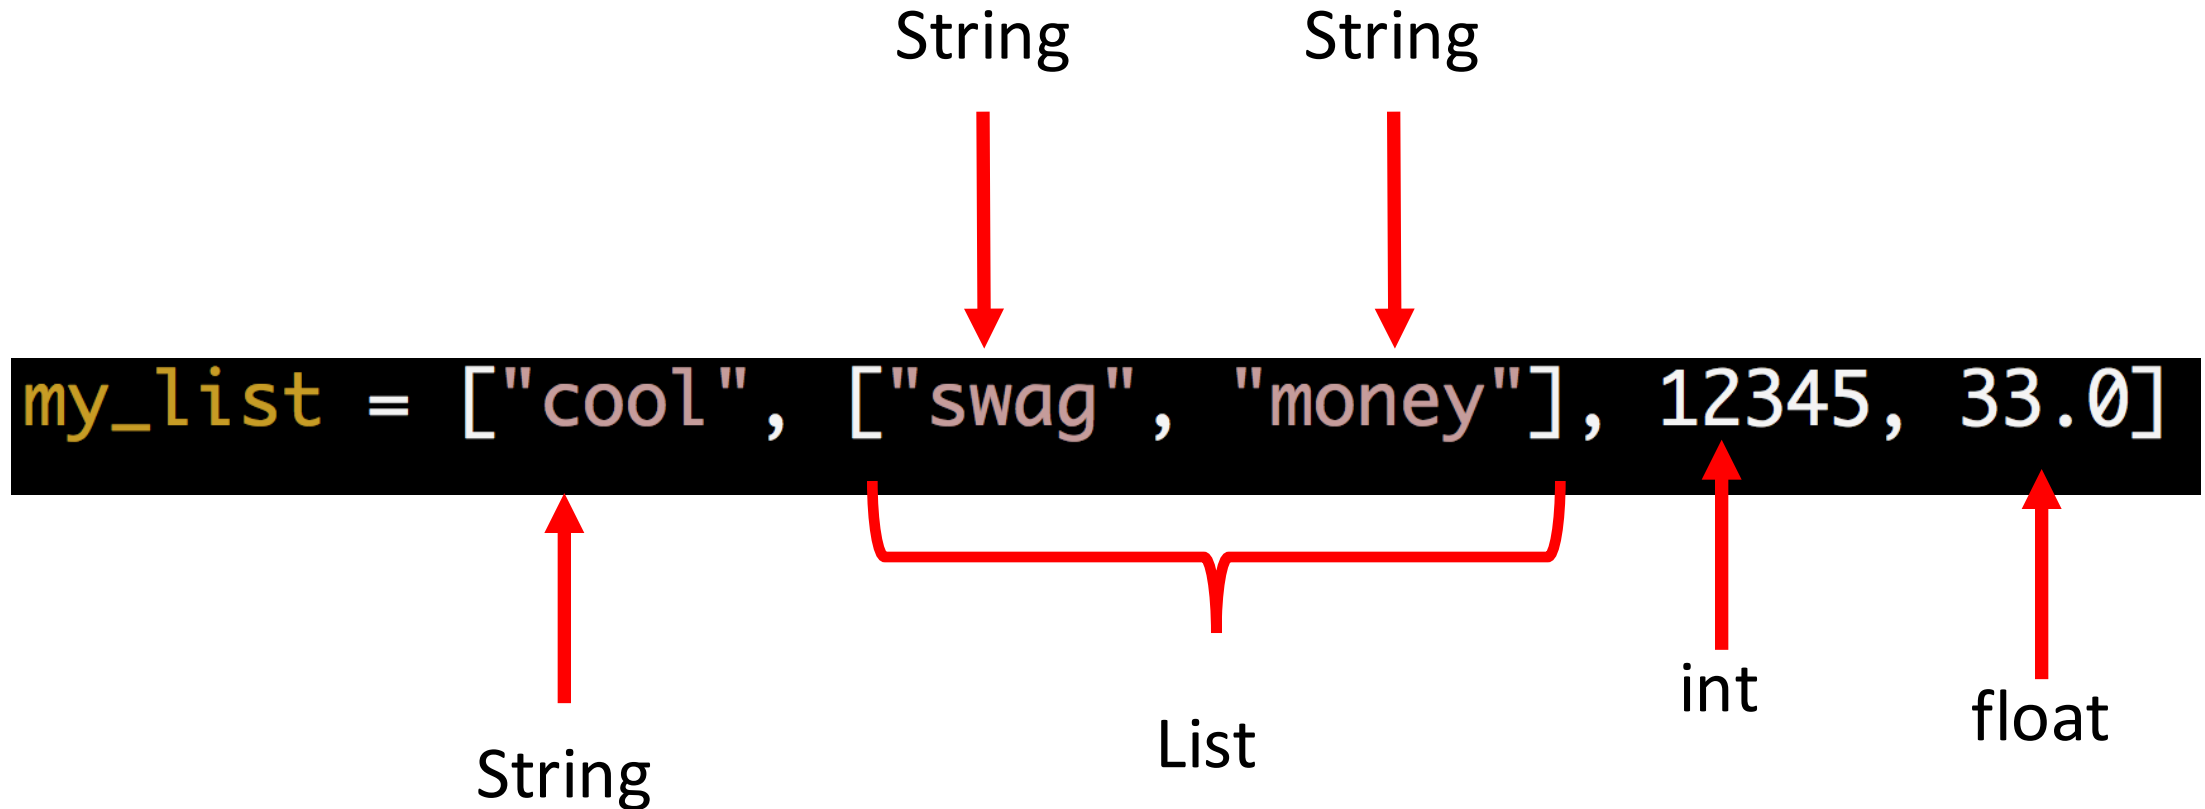 String String
my_list = ["cool", ["swag", "money"], 12345, 33.0]
int
float
List
String